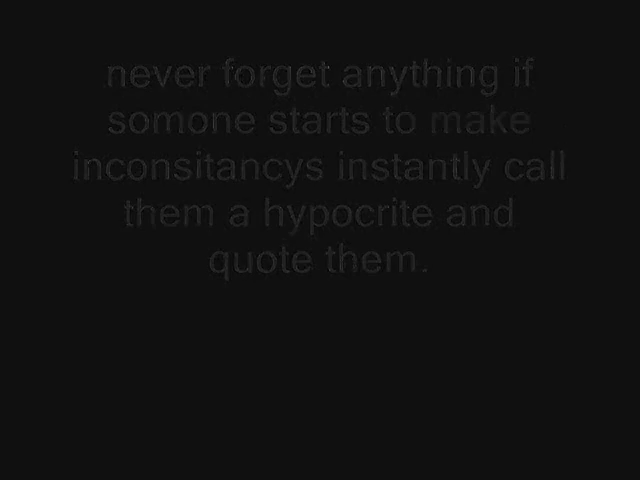 never forget anything if
somone starts to make
inconsitancys instantly call
them a hypocrite and
quote them.